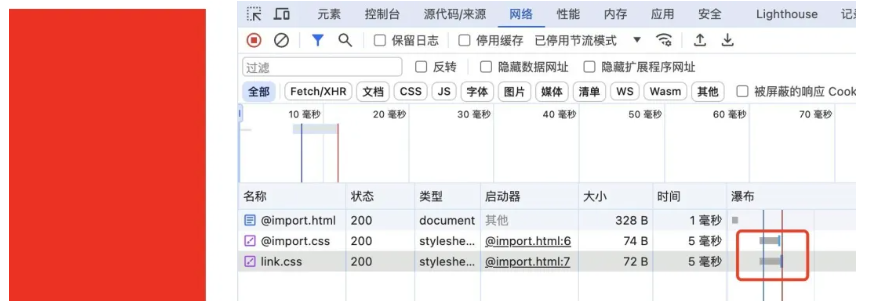 元素 控制台 源代码/来源 网络 性能 内存 应用 安全 Lighthouse 记
保留日志 停用缓存 已停用节流模式
过滤 反转 隐藏数据网址 隐藏扩展程序网址
全部 Fetch/XHR 文档 CSS JS 字体 图片 媒体 清单 WS Wasm 其他 被屏蔽的响应 Cook
10 毫秒 20 毫秒 30 毫秒 40 毫秒 50 毫秒 60 毫秒 70 毫秒
名称 状态 类型 启动器 大小 时间 瀑布
@import.html 200 document 其他 328 B 1 毫秒
@import.css 200 styleshe... @import.html:6 74 B 5 毫秒
link.css 200 styleshe... @import.html:7 72 B 5 毫秒